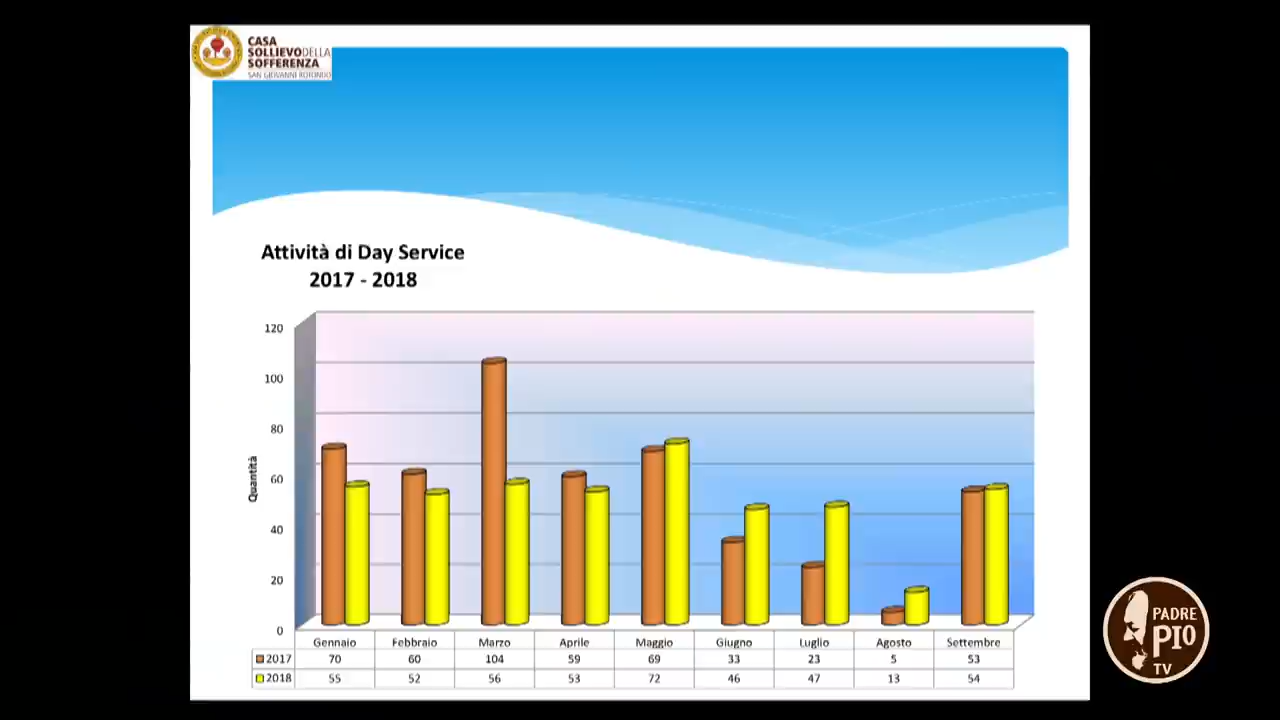 CASA
SOLLIEVODELLA
SOFFERENZA
SAN GIOVANNI ROTONDO
Attività di Day Service
2017 - 2018
120
100
80
60
40
20
0
Quantità
Gennaio Febbraio Marzo Aprile Maggio Giugno Luglio Agosto Settembre
2017 70 60 104 59 69 33 23 5 53
2018 55 52 56 53 72 46 47 13 54
PADRE
PIO
TV